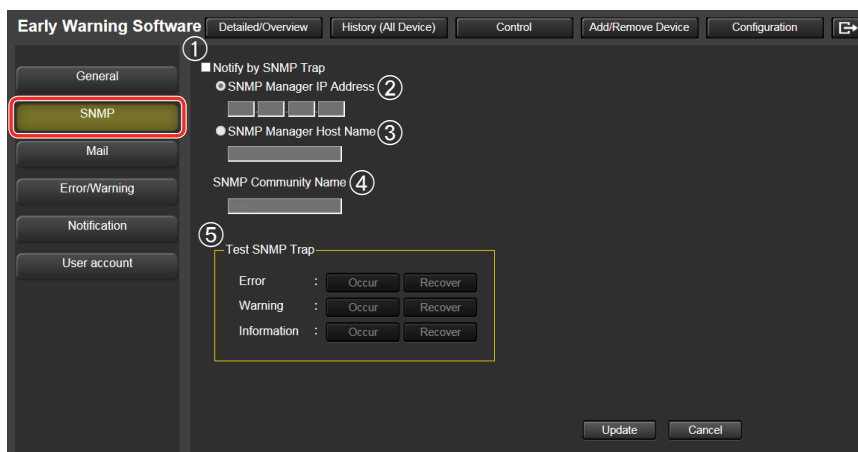 Early Warning Software Detailed/Overview History (All Device) Control Add/Remove Device Configuration
①
General
SNMP
Mail
Error/Warning
Notification
User account
Notify by SNMP Trap
SNMP Manager IP Address ②
SNMP Manager Host Name ③
SNMP Community Name ④
⑤
Test SNMP Trap
Error : Occur Recover
Warning : Occur Recover
Information : Occur Recover
Update Cancel